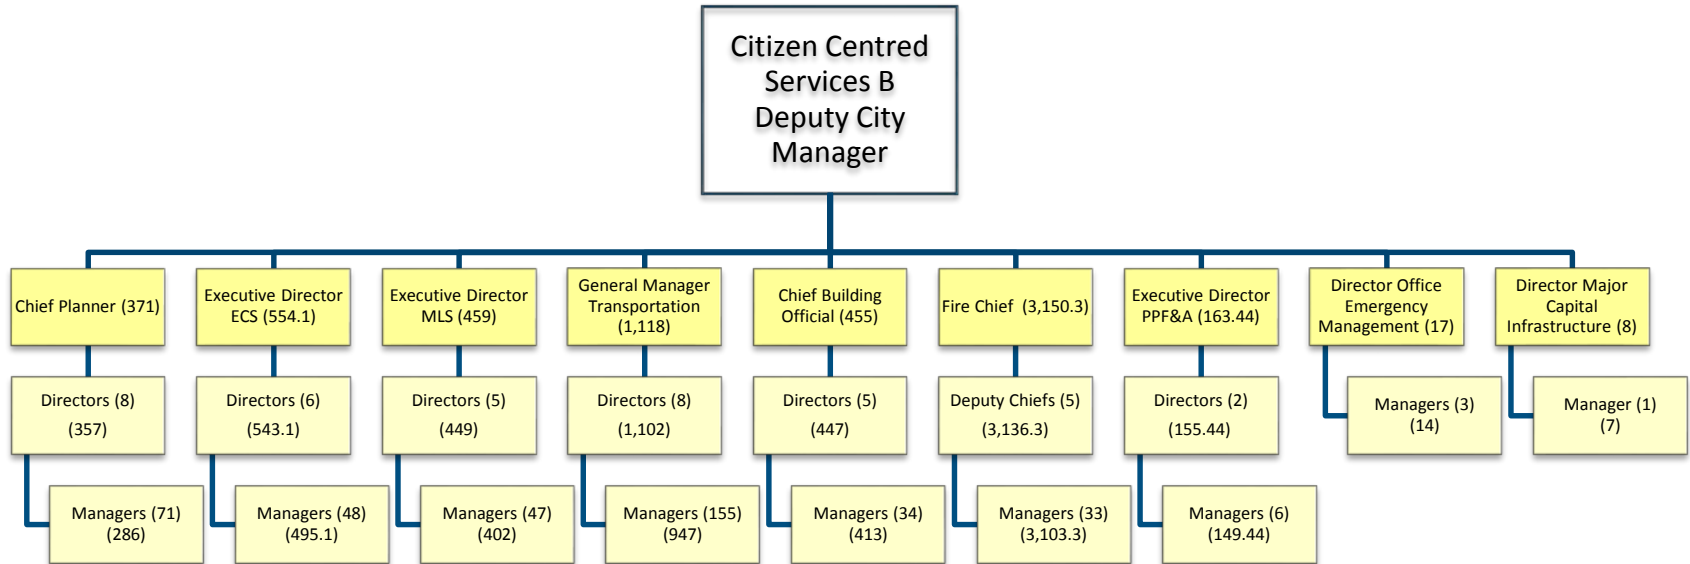 Citizen Centred
Services B
Deputy City
Manager
Chief Planner (371)
Executive Director
ECS (554.1)
Executive Director
MLS (459)
General Manager
Transportation
(1,118)
Chief Building
Official (455)
Fire Chief (3,150.3)
Executive Director
PPF&A (163.44)
Director Office
Emergency
Management (17)
Director Major
Capital
Infrastructure (8)
Directors (8)
(357)
Directors (6)
(543.1)
Directors (5)
(449)
Directors (8)
(1,102)
Directors (5)
(447)
Deputy Chiefs (5)
(3,136.3)
Directors (2)
(155.44)
Managers (3)
(14)
Manager (1)
(7)
Managers (71)
(286)
Managers (48)
(495.1)
Managers (47)
(402)
Managers (155)
(947)
Managers (34)
(413)
Managers (33)
(3,103.3)
Managers (6)
(149.44)